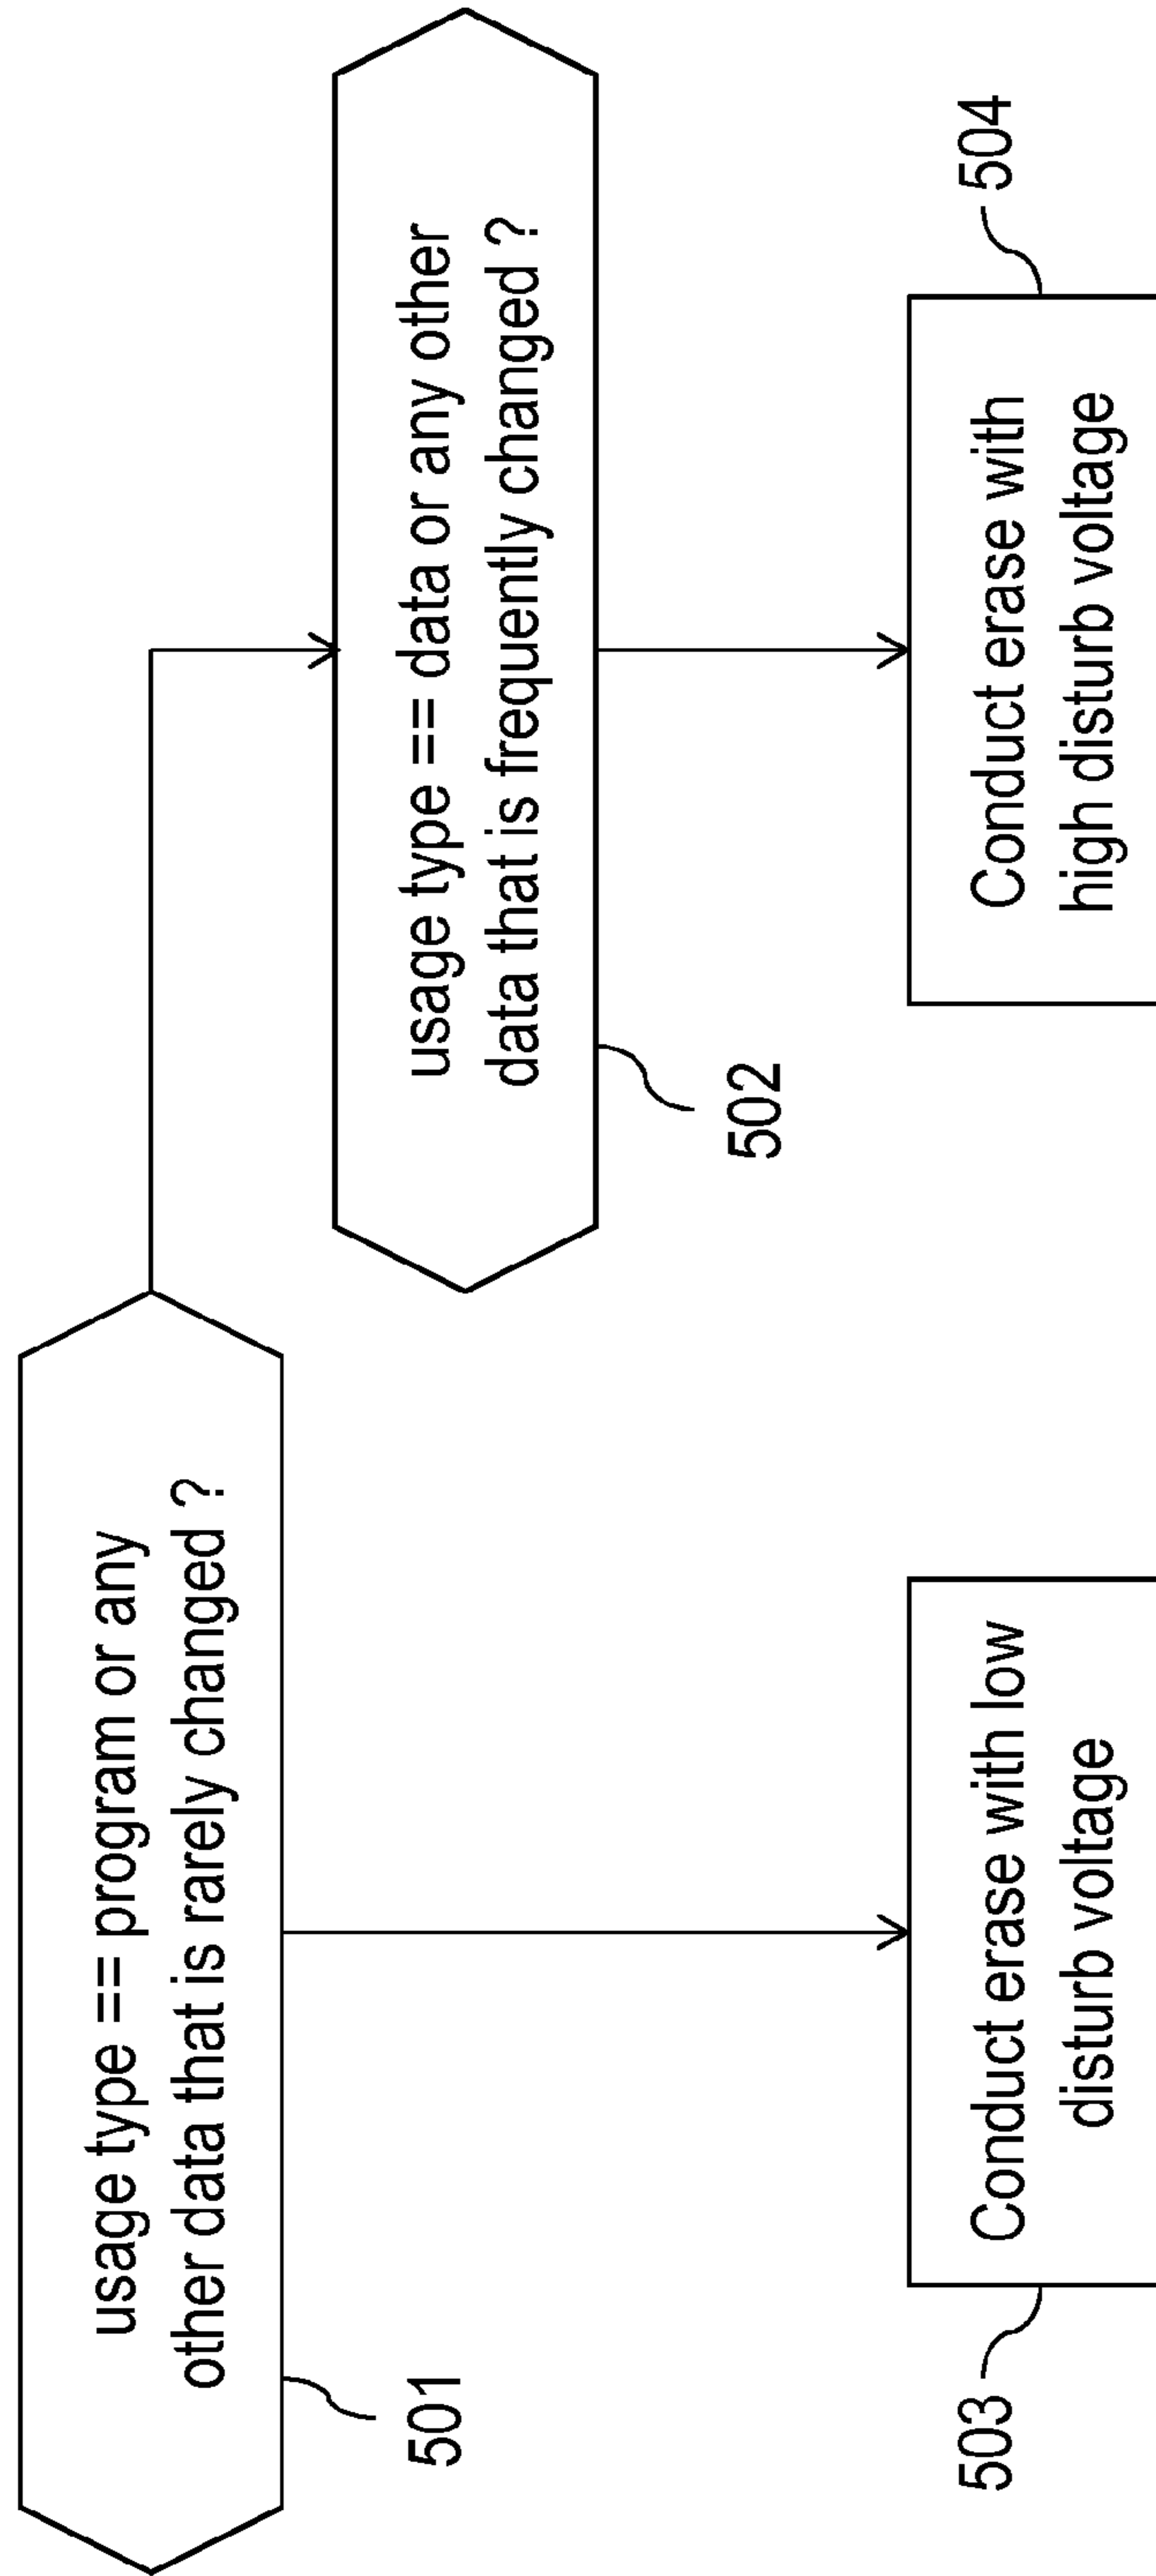 usage type == program or any
other data that is rarely changed ?
501
usage type == data or any other
data that is frequently changed ?
502
503
Conduct erase with low
disturb voltage
Conduct erase with
high disturb voltage
504